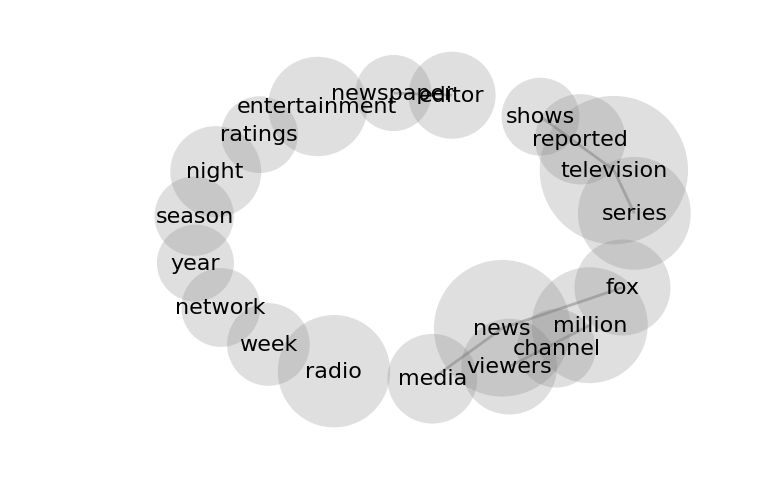 newspaper
editor
entertainment
shows
ratings
reported
night
television
season
series
year
fox
network
million
news
week
channel
viewers
radio
media